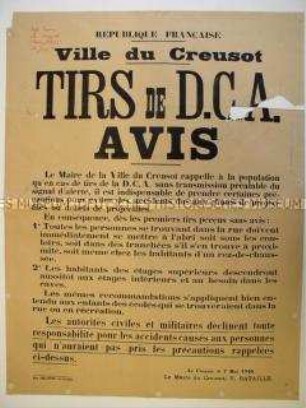 REPUBLIQUE FRANÇAISE
Ville du Creusot
TIRS DE D.C.A.
AVIS
Le Maire de la Ville du Creusot rappelle à la population
qu'en cas de tirs de la D. C. A. sans transmission préalable du
signal d'alerte, il est indispensable de prendre certaines pré-
En conséquence, dès les premiers tirs perçus sans avis :
1° Toutes les personnes se trouvant dans la rue doivent
immédiatement se mettre à l'abri soit sous les cou-
loirs, soit dans des tranchées s'il s'en trouve à proxi-
mité, soit même chez les habitants d'un rez-de-chaus-
sée.
2° Les habitants des étages supérieurs descendront
aussitôt aux étages inférieurs et au besoin dans les
caves.
Les mêmes recommandations s'appliquent bien en-
tendu aux enfants des écoles qui se trouveraient dans la
rue ou en récréation.
Les autorités civiles et militaires déclinent toute
responsabilité pour les accidents causés aux personnes
qui n'auraient pas pris les précautions rappelées
ci-dessus.
Le Creusot, le 7 Mai 1940.
Le Maire du Creusot, V. BATAILLE.